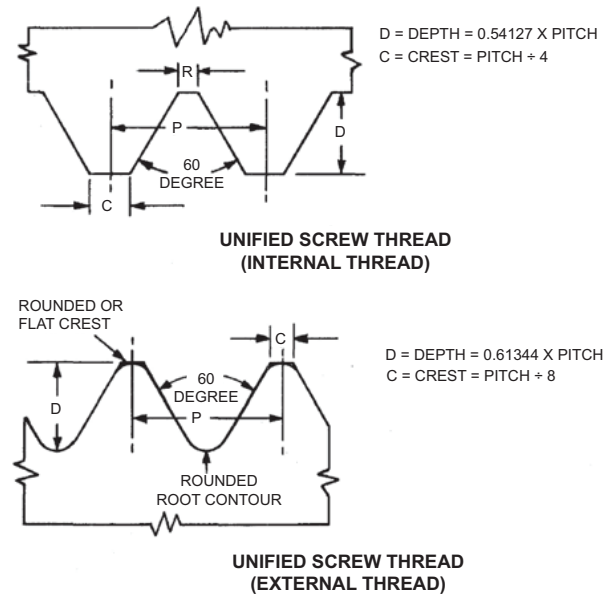 D = DEPTH = 0.54127 X PITCH
C = CREST = PITCH ÷ 4
R
P
D
60
DEGREE
C
UNIFIED SCREW THREAD
(INTERNAL THREAD)
ROUNDED OR
FLAT CREST
C
D = DEPTH = 0.61344 X PITCH
C = CREST = PITCH ÷ 8
60
DEGREE
D
P
ROUNDED
ROOT CONTOUR
UNIFIED SCREW THREAD
(EXTERNAL THREAD)